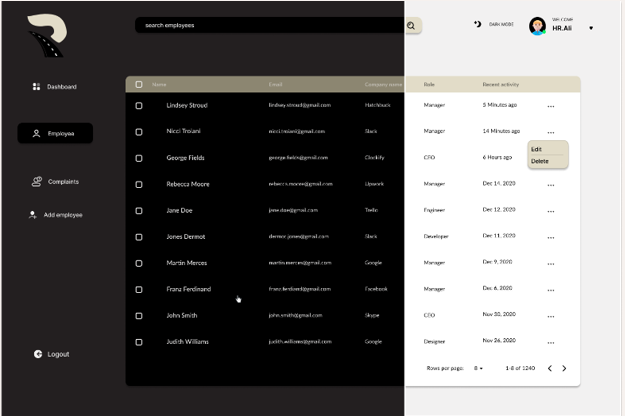 search employees
DARK MODE
WELCOME
HR.Ali
Dashboard
Employee
Complaints
Add employee
Logout
Name Email Company name Role Recent activity
Lindsey Stroud lindsey.stroud@gmail.com Hatchbuck Manager 5 Minutes ago ...
Nicci Troiani nicci.troiani@gmail.com Slack Manager 14 Minutes ago ...
George Fields george.fields@gmail.com Clockify CEO 6 Hours ago
Edit
Delete
Rebecca Moore rebecca.moore@gmail.com Upwork Manager Dec 14, 2020 ...
Jane Doe jane.doe@gmail.com Trello Engineer Dec 12, 2020 ...
Jones Dermot dermot.jones@gmail.com Slack Developer Dec 11, 2020 ...
Martin Merces martin.merces@gmail.com Google Manager Dec 9, 2020 ...
Franz Ferdinand franz.ferdinand@gmail.com Facebook Manager Dec 6, 2020 ...
John Smith john.smith@gmail.com Skype CEO Nov 30, 2020 ...
Judith Williams judith.williams@gmail.com Google Designer Nov 26, 2020 ...
Rows per page: 8 1-8 of 1240